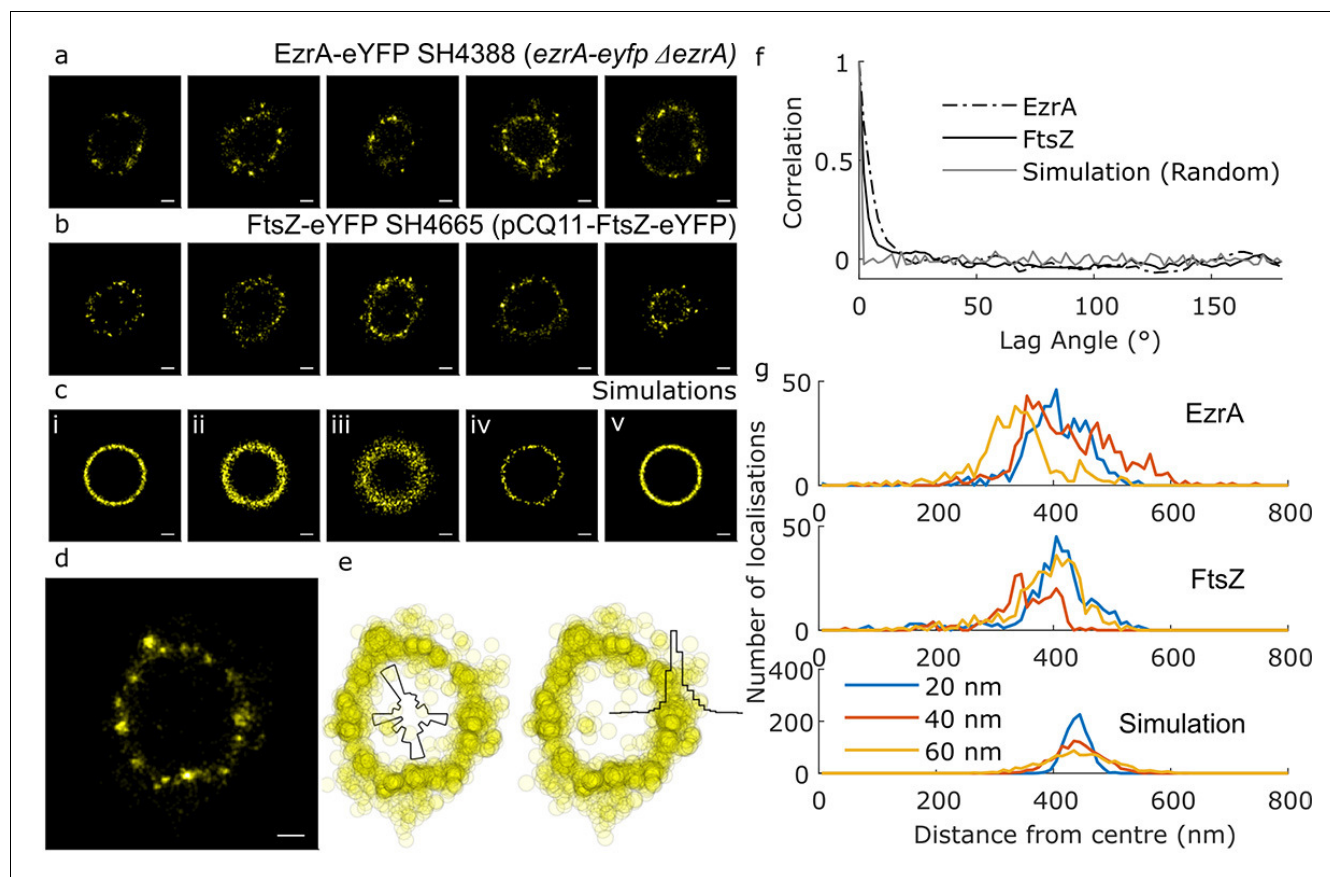 a
EzrA-eYFP SH4388 (ezrA-eyfp ΔezrA)
b
FtsZ-eYFP SH4665 (pCQ11-FtsZ-eYFP)
c
Simulations
i
ii
iii
iv
v
d
e
f
1
0.5
0
Correlation
EzrA
FtsZ
Simulation (Random)
0
50
100
150
Lag Angle (°)
g
Number of localisations
50
0
EzrA
0
200
400
600
800
50
0
FtsZ
0
200
400
600
800
400
200
0
20 nm
40 nm
60 nm
Simulation
0
200
400
600
800
Distance from centre (nm)